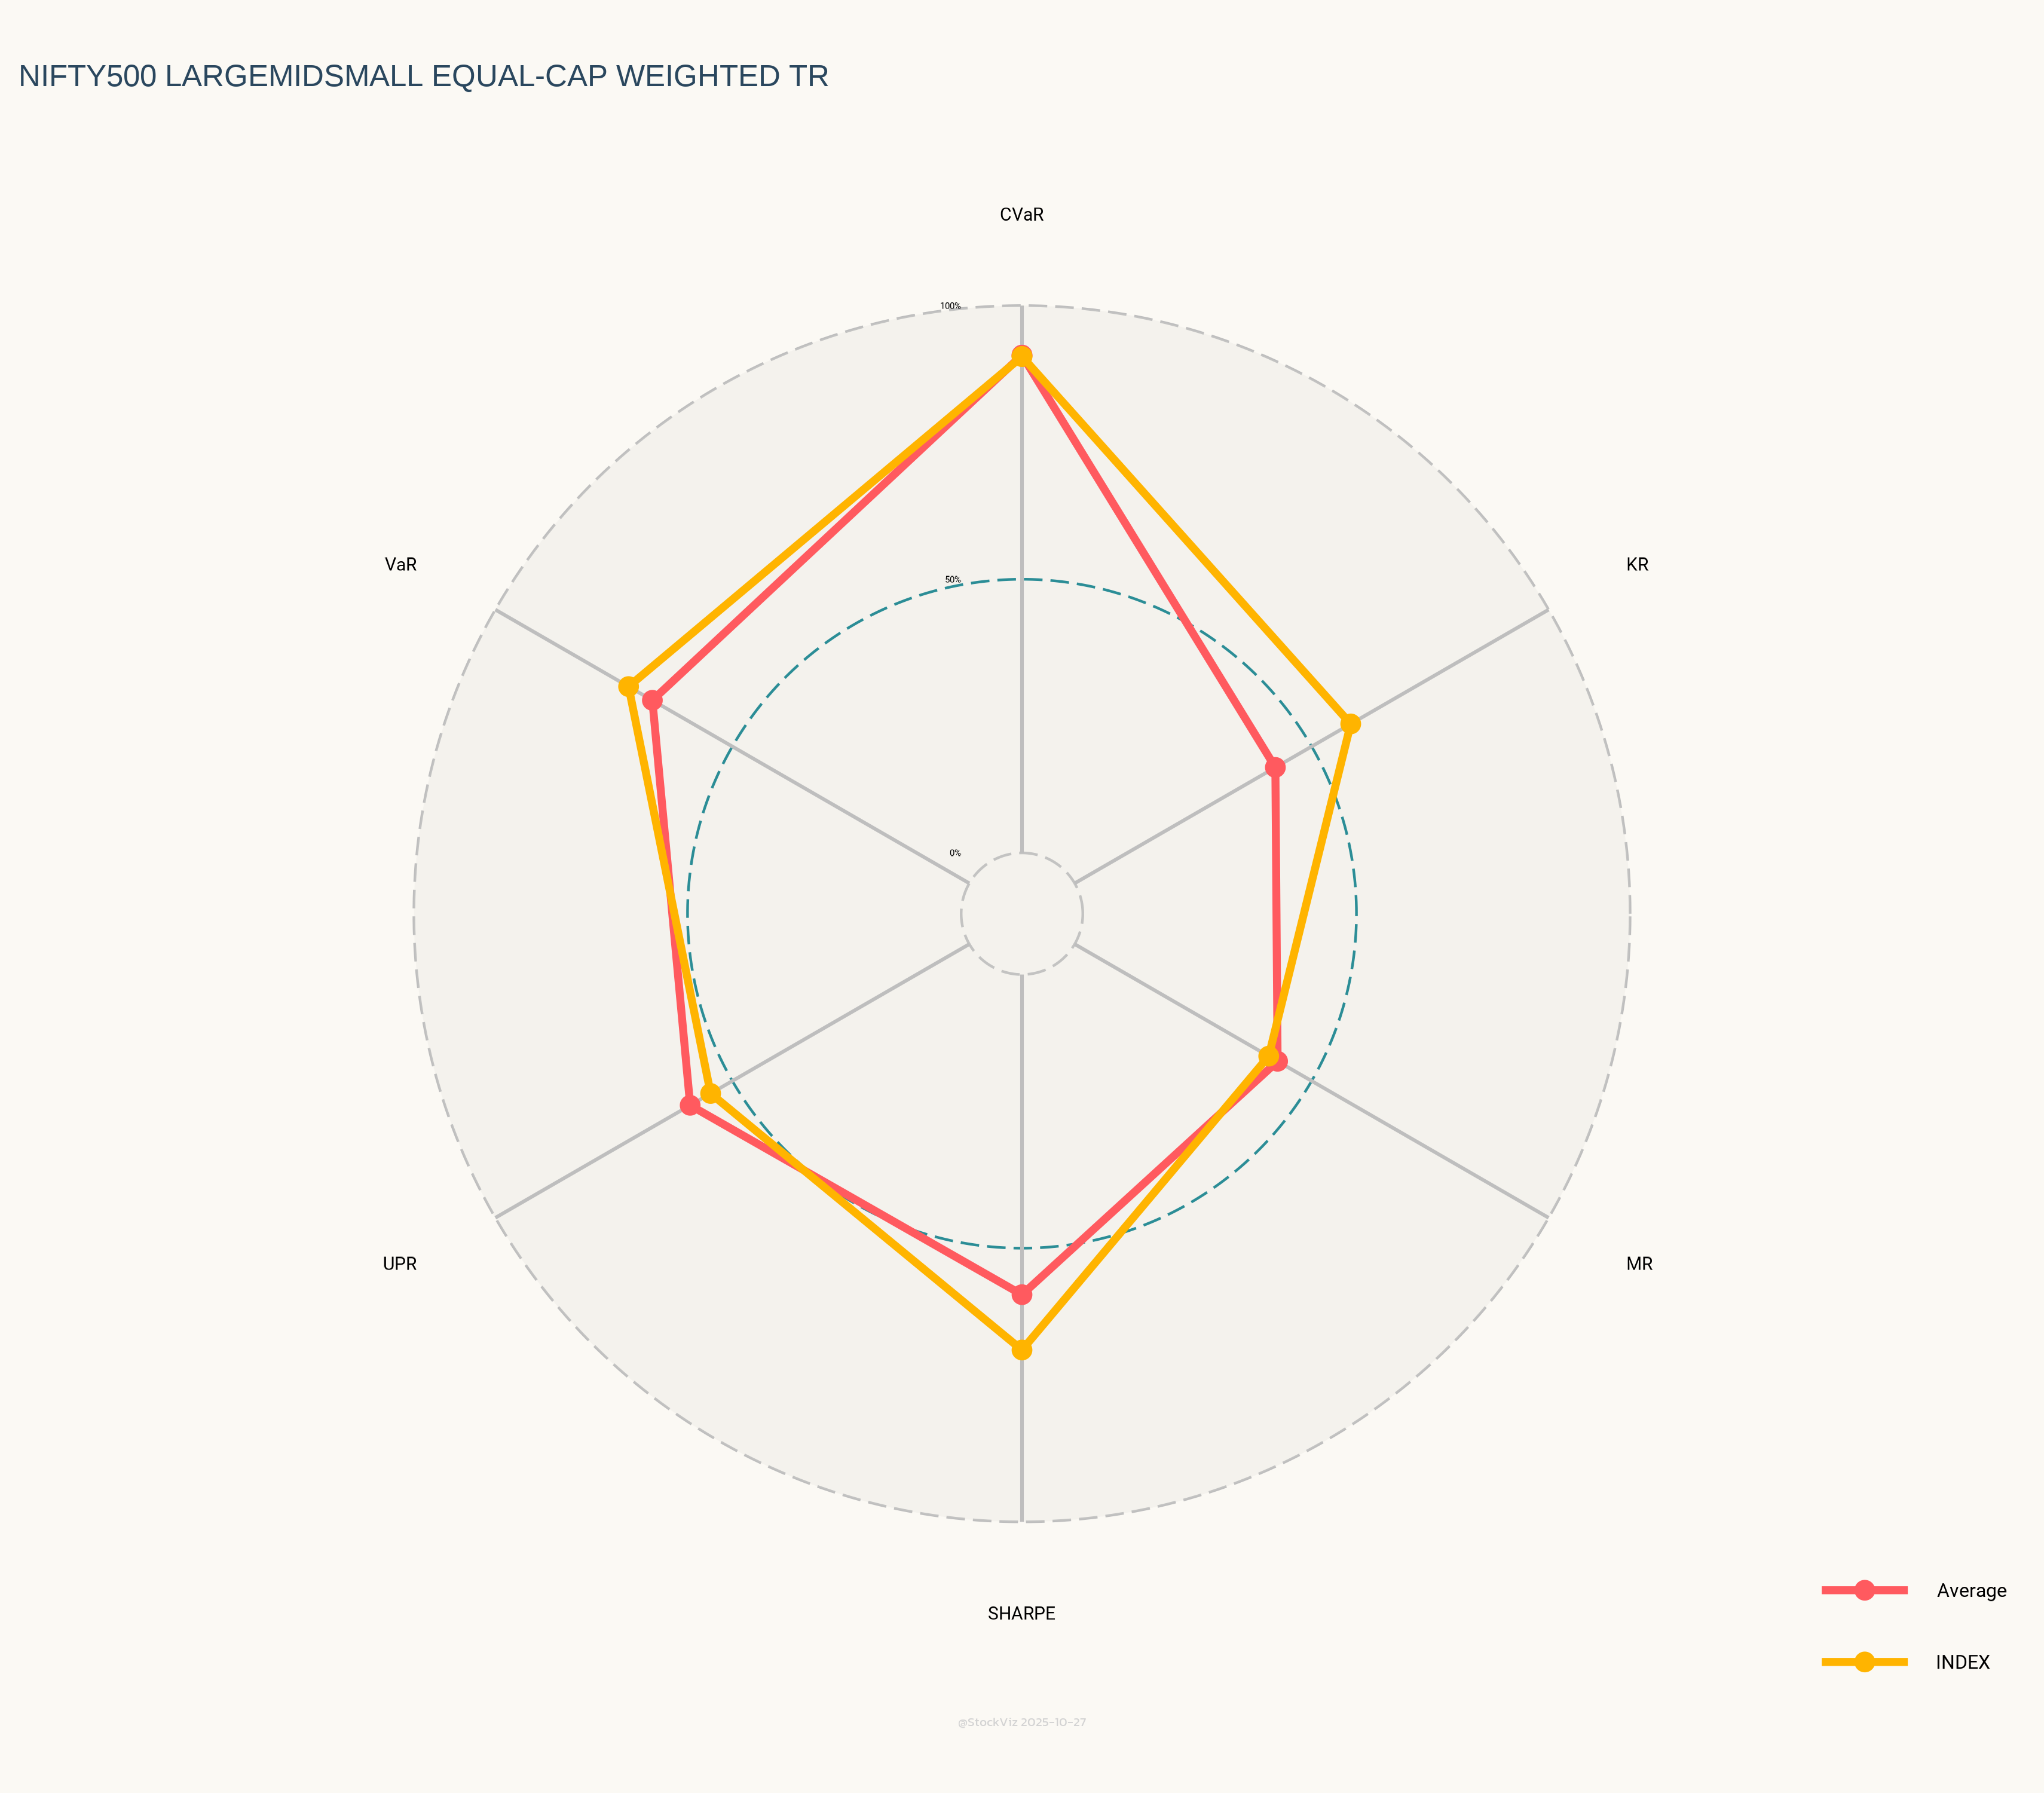 NIFTY500 LARGEMIDSMALL EQUAL-CAP WEIGHTED TR
CVaR
100%
VaR
KR
50%
0%
UPR
MR
SHARPE
Average
INDEX
@StockViz 2025-10-27